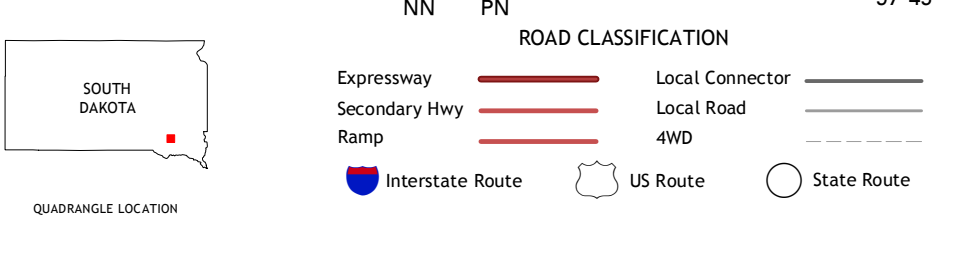 NN PN
ROAD CLASSIFICATION
Expressway
Secondary Hwy
Ramp
Local Connector
Local Road
4WD
Interstate Route
US Route
State Route
SOUTH
DAKOTA
QUADRANGLE LOCATION